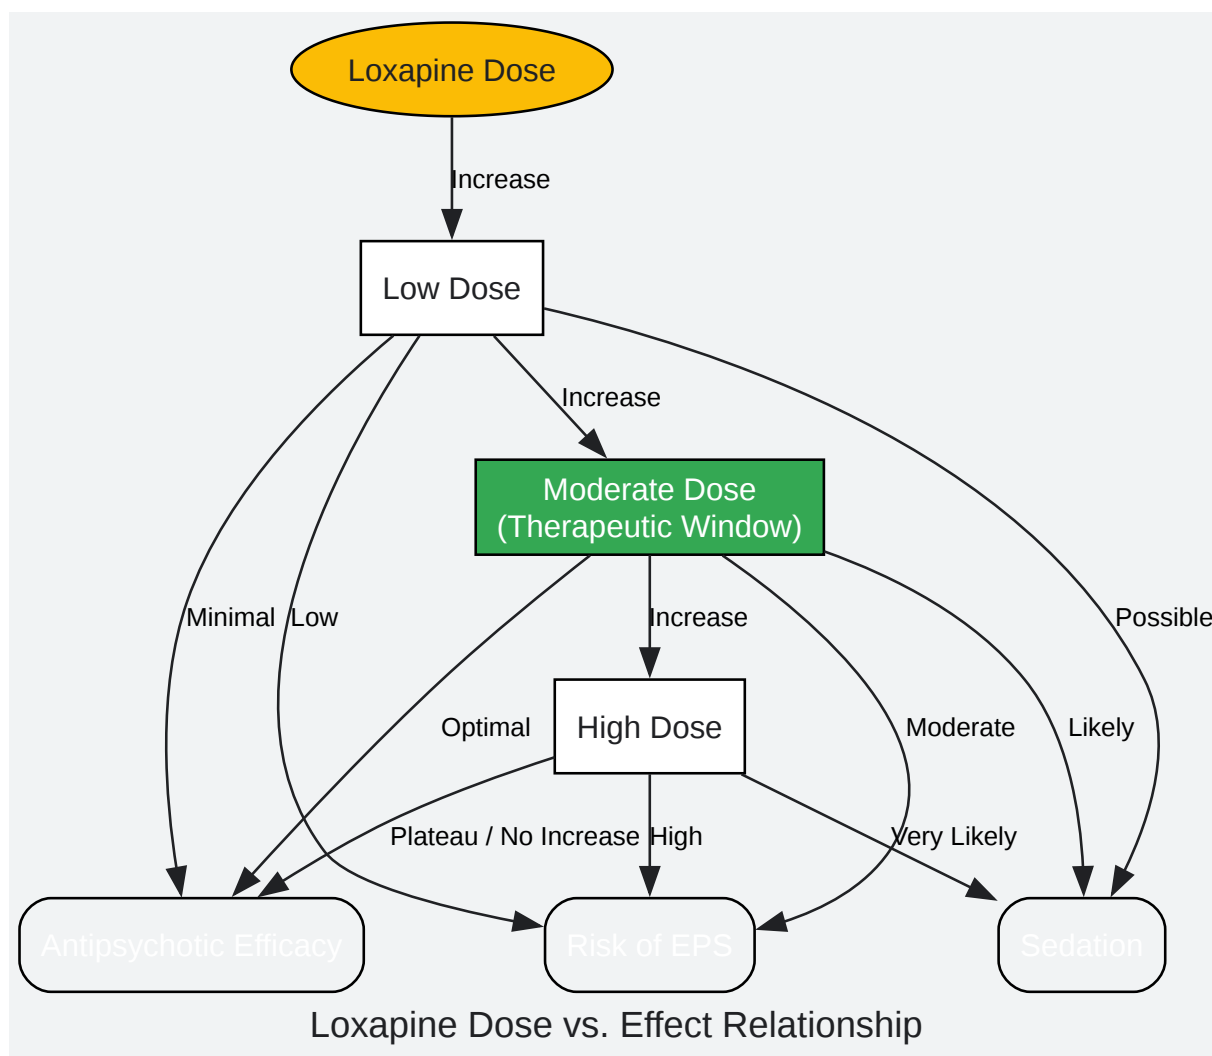 Loxapine Dose
Increase
Low Dose
Increase
Moderate Dose
(Therapeutic Window)
Minimal
Low
Increase
Possible
Optimal
High Dose
Moderate
Likely
Plateau / No Increase
High
Very Likely
Antipsychotic Efficacy
Risk of EPS
Sedation
Loxapine Dose vs. Effect Relationship